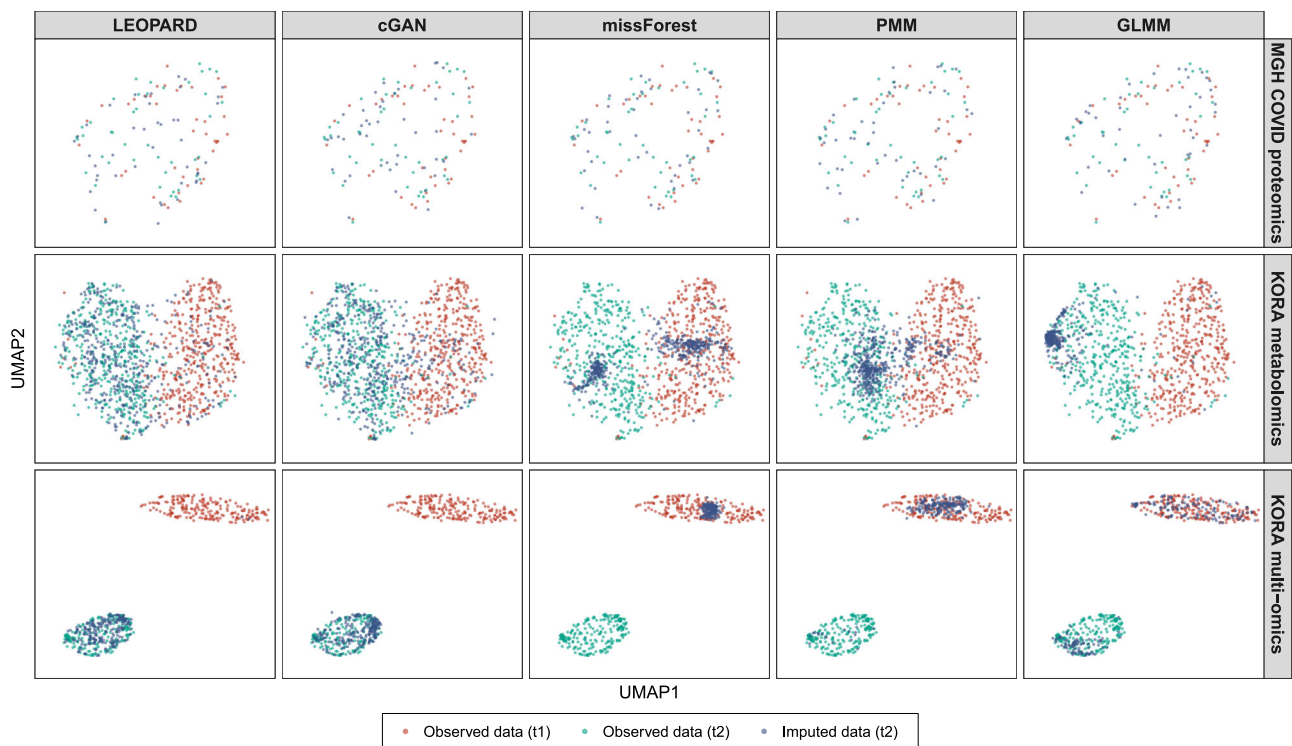 LEOPARD
cGAN
missForest
PMM
GLMM
MGH COVID proteomics
KORA metabolomics
KORA multi−omics
UMAP2
UMAP1
Observed data (t1)
Observed data (t2)
Imputed data (t2)